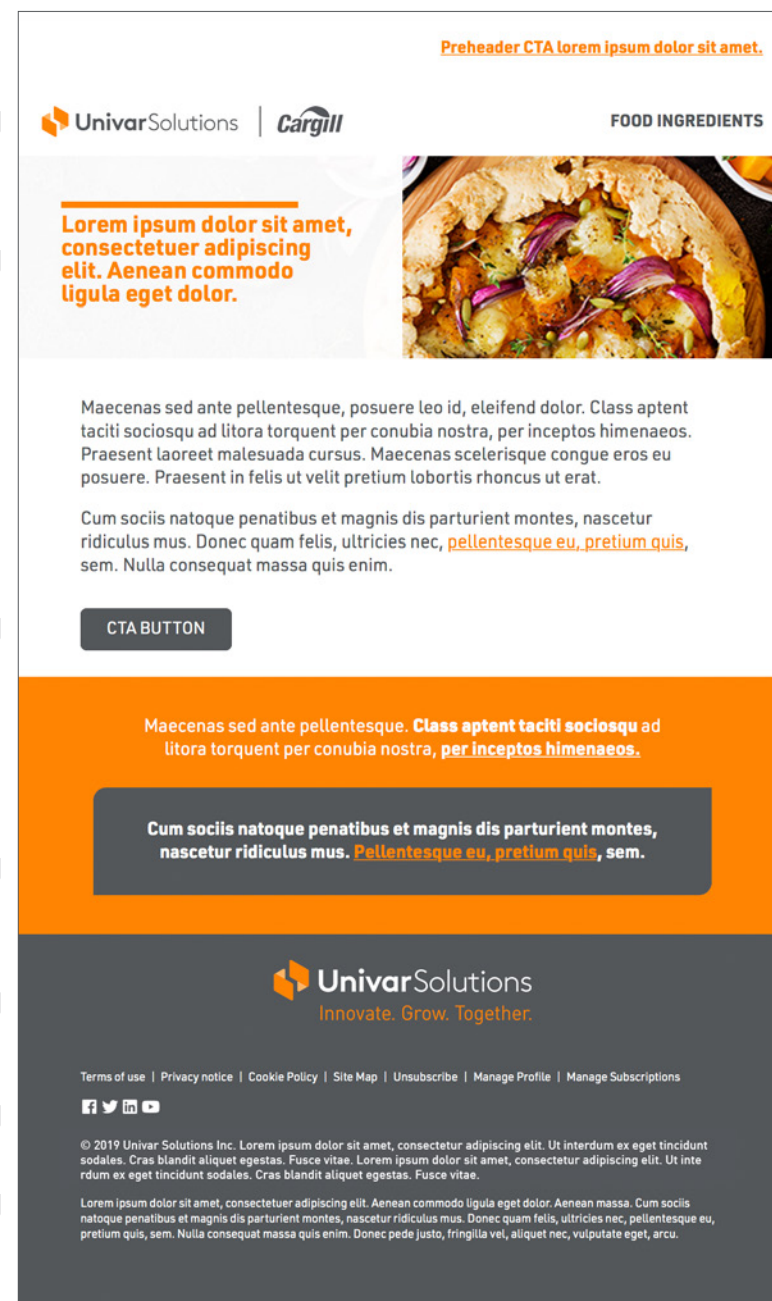 Preheader CTA lorem ipsum dolor sit amet.
UnivarSolutions | Cargill
FOOD INGREDIENTS
Lorem ipsum dolor sit amet,
consectetuer adipiscing
elit. Aenean commodo
ligula eget dolor.
Maecenas sed ante pellentesque, posuere leo id, eleifend dolor. Class aptent
taciti sociosqu ad litora torquent per conubia nostra, per inceptos himenaeos.
Praesent laoreet malesuada cursus. Maecenas scelerisque congue eros eu
posuere. Praesent in felis ut velit pretium lobortis rhoncus ut erat.
Cum sociis natoque penatibus et magnis dis parturient montes, nascetur
ridiculus mus. Donec quam felis, ultricies nec, pellentesque eu, pretium quis,
sem. Nulla consequat massa quis enim.
CTA BUTTON
Maecenas sed ante pellentesque. Class aptent taciti sociosqu ad
litora torquent per conubia nostra, per inceptos himenaeos.
Cum sociis natoque penatibus et magnis dis parturient montes,
nascetur ridiculus mus. Pellentesque eu, pretium quis, sem.
UnivarSolutions
Innovate. Grow. Together.
Terms of use | Privacy notice | Cookie Policy | Site Map | Unsubscribe | Manage Profile | Manage Subscriptions
© 2019 Univar Solutions Inc. Lorem ipsum dolor sit amet, consectetur adipiscing elit. Ut interdum ex eget tincidunt
sodales. Cras blandit aliquet egestas. Fusce vitae. Lorem ipsum dolor sit amet, consectetur adipiscing elit. Ut inte
rdum ex eget tincidunt sodales. Cras blandit aliquet egestas. Fusce vitae.
Lorem ipsum dolor sit amet, consectetuer adipiscing elit. Aenean commodo ligula eget dolor. Aenean massa. Cum sociis
natoque penatibus et magnis dis parturient montes, nascetur ridiculus mus. Donec quam felis, ultricies nec, pellentesque eu,
pretium quis, sem. Nulla consequat massa quis enim. Donec pede justo, fringilla vel, aliquet nec, vulputate eget, arcu.